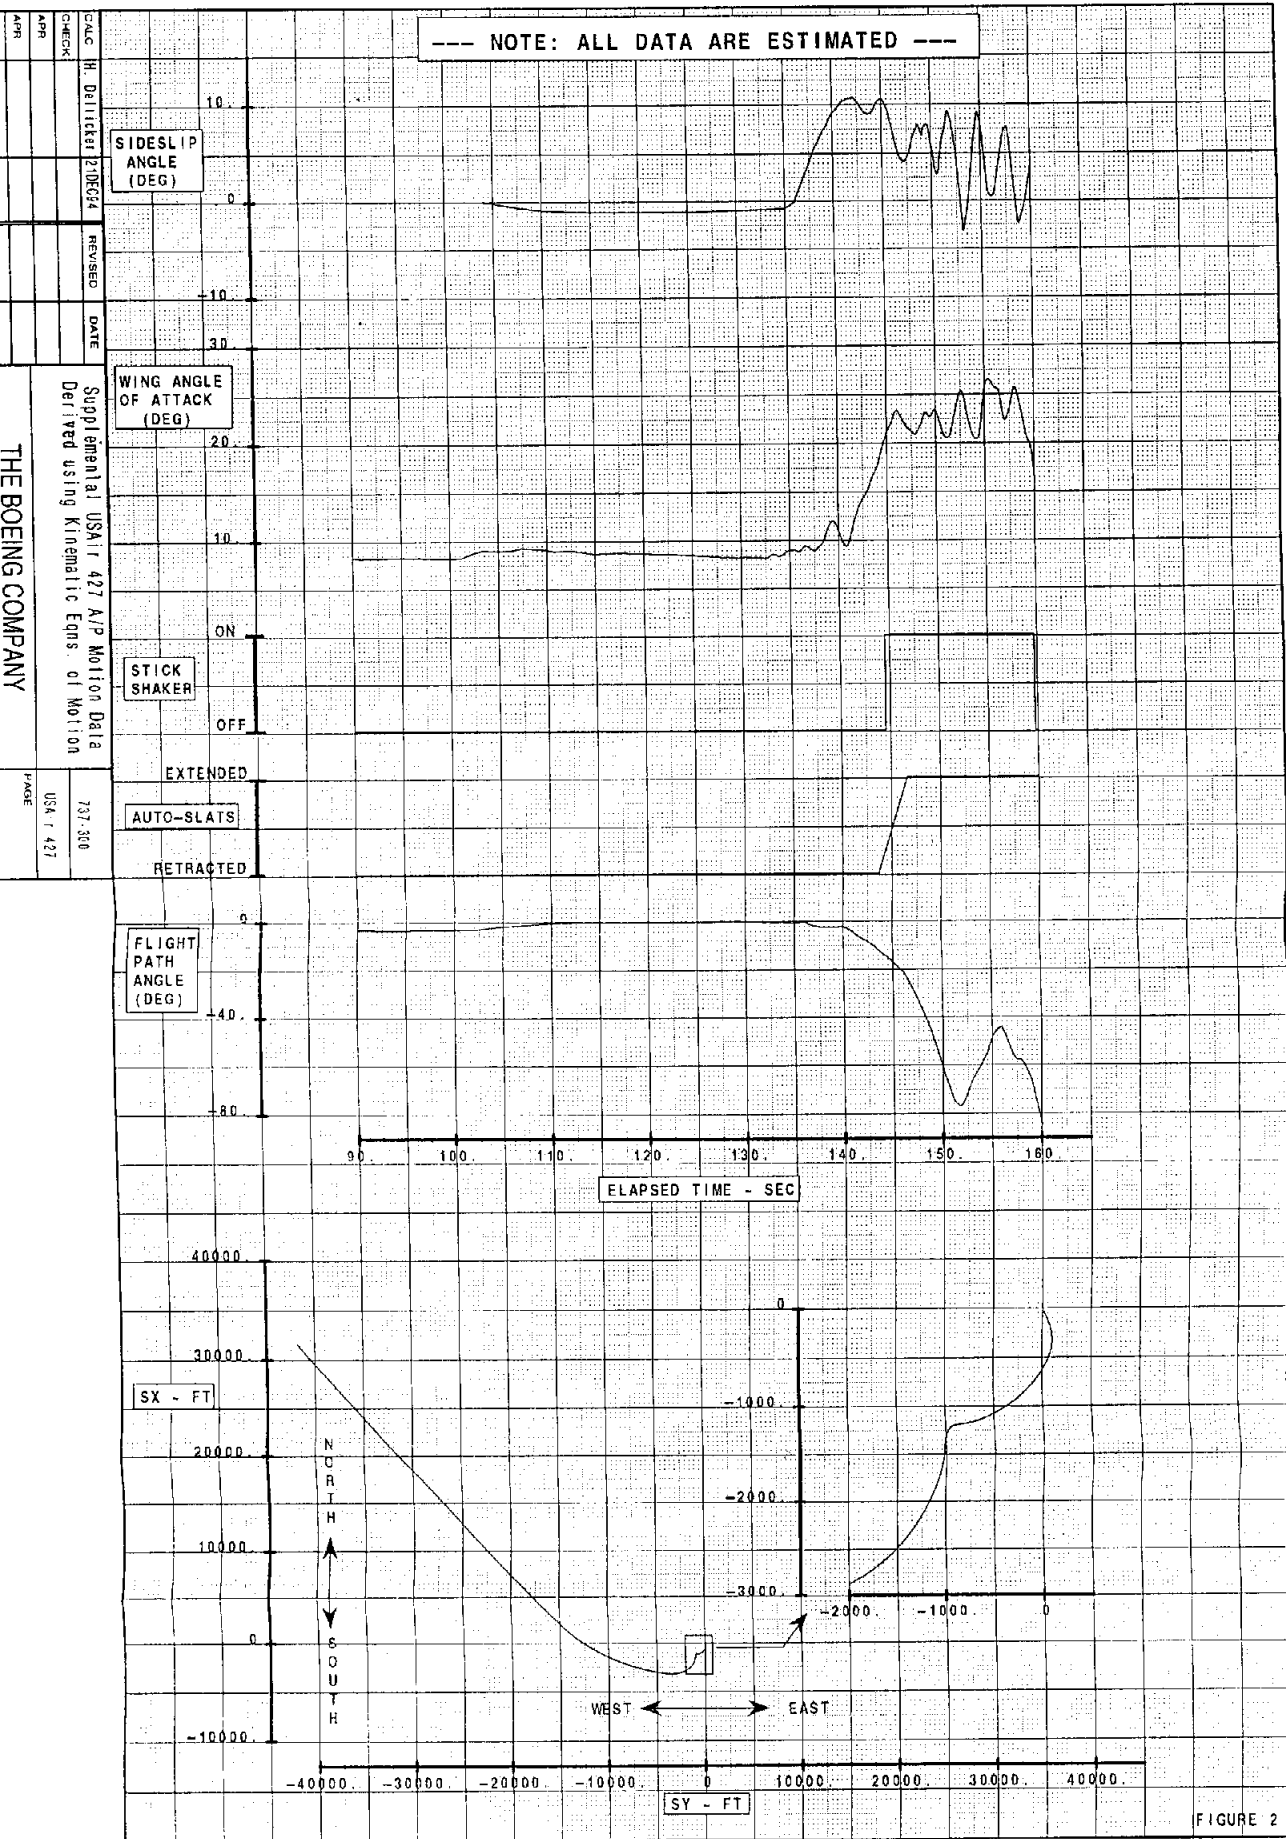 --- NOTE: ALL DATA ARE ESTIMATED ---
10.
SIDESLIP
ANGLE
(DEG)
0
-10.
30.
WING ANGLE
OF ATTACK
(DEG)
20.
10.
ON
STICK
SHAKER
OFF
EXTENDED
AUTO-SLATS
RETRACTED
0
FLIGHT
PATH
ANGLE
(DEG)
-40.
-80.
90. 100. 110. 120. 130. 140. 150. 160.
ELAPSED TIME - SEC
40000.
30000.
SX - FT
20000.
10000.
0
-10000.
NORTH
SOUTH
0
-1000.
-2000.
-3000.
-2000. -1000. 0
WEST
EAST
-40000. -30000. -20000. -10000. 0 10000. 20000. 30000. 40000.
SY - FT
FIGURE 2
CALC H. Dellicker 21DEC94 REVISED DATE
CHECK
APR
APR
Supplemental USAir 427 A/P Motion Data
Derived using Kinematic Eqns of Motion
THE BOEING COMPANY
737-300
USAir 427
PAGE